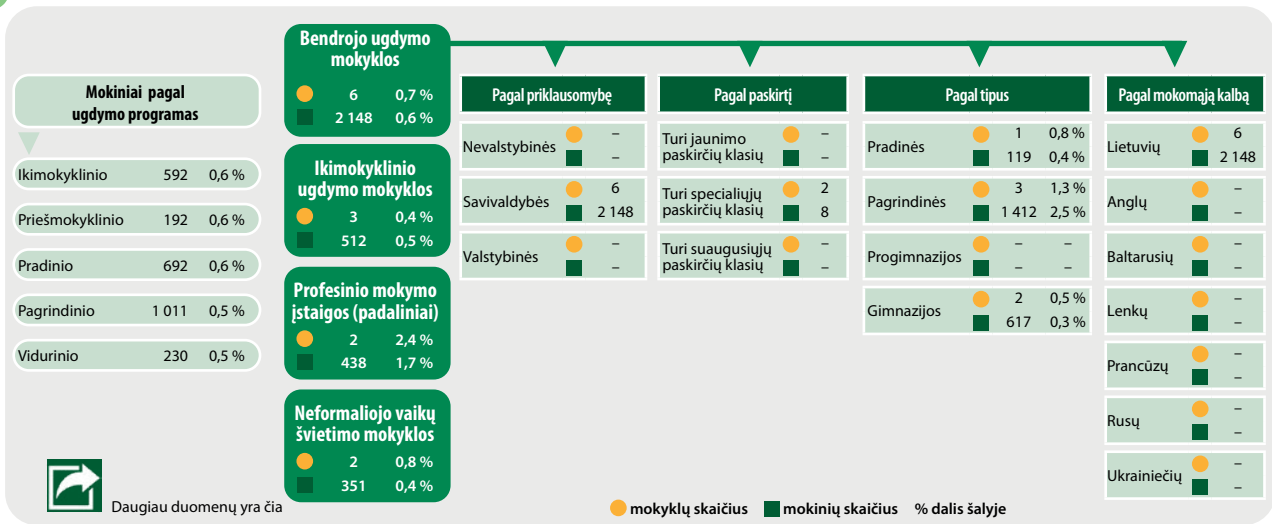 Mokiniai pagal
ugdymo programas
Ikimokyklinio 592 0,6 %
Priešmokyklinio 192 0,6 %
Pradinio 692 0,6 %
Pagrindinio 1 011 0,5 %
Vidurinio 230 0,5 %
Daugiau duomenų yra čia
Bendrojo ugdymo
mokyklos
6 0,7 %
2 148 0,6 %
Ikimokyklinio
ugdymo mokyklos
3 0,4 %
512 0,5 %
Profesinio mokymo
įstaigos (padaliniai)
2 2,4 %
438 1,7 %
Neformaliojo vaikų
švietimo mokyklos
2 0,8 %
351 0,4 %
Pagal priklausomybę
Nevalstybinės –
–
Savivaldybės 6
2 148
Valstybinės –
–
Pagal paskirtį
Turi jaunimo
paskirčių klasių
–
–
Turi specialiųjų
paskirčių klasių
2
8
Turi suaugusiųjų
paskirčių klasių
–
–
Pagal tipus
Pradinės 1 0,8 %
119 0,4 %
Pagrindinės 3 1,3 %
1 412 2,5 %
Progimnazijos – –
– –
Gimnazijos 2 0,5 %
617 0,3 %
Pagal mokomąją kalbą
Lietuvių 6
2 148
Anglų –
–
Baltarusių –
–
Lenkų –
–
Prancūzų –
–
Rusų –
–
Ukrainiečių –
–
mokyklų skaičius mokinių skaičius % dalis šalyje